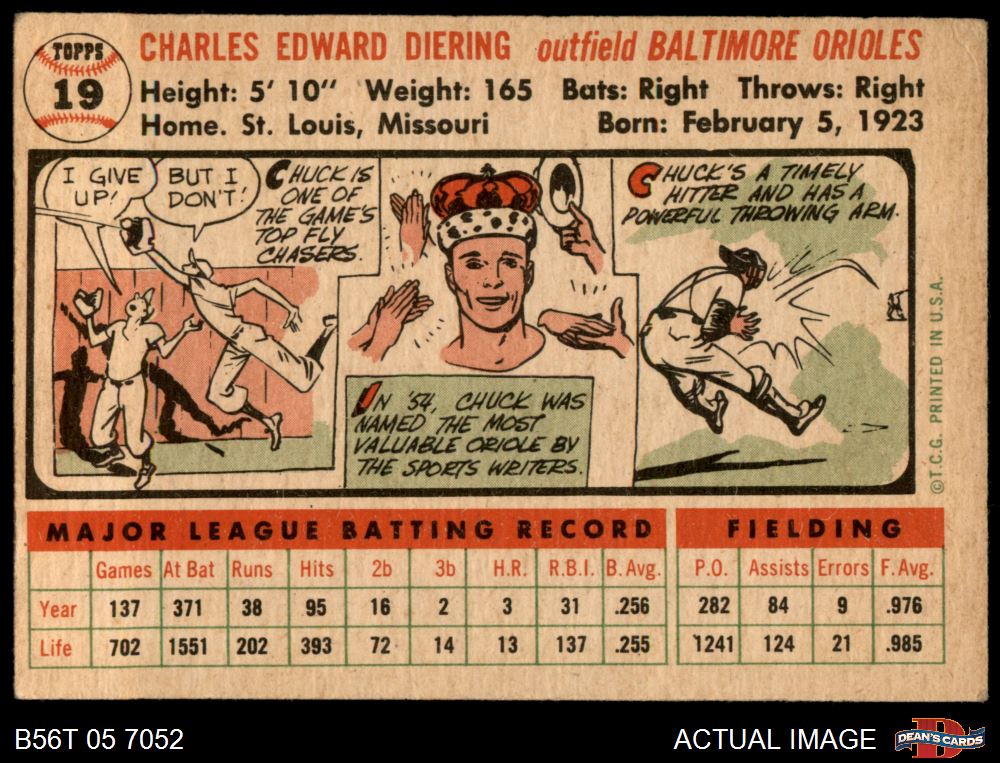 TOPPS
19
CHARLES EDWARD DIERING outfield BALTIMORE ORIOLES
Height: 5' 10" Weight: 165 Bats: Right Throws: Right
Home. St. Louis, Missouri Born: February 5, 1923
I GIVE
UP!
BUT I
DON'T!
CHUCK IS
ONE OF
THE GAME'S
TOP FLY
CHASERS.
IN '54, CHUCK WAS
NAMED THE MOST
VALUABLE ORIOLE BY
THE SPORTS WRITERS.
CHUCK'S A TIMELY
HITTER AND HAS A
POWERFUL THROWING ARM.
©T.C.G. PRINTED IN U.S.A.
MAJOR LEAGUE BATTING RECORD FIELDING
Games At Bat Runs Hits 2b 3b H.R. R.B.I. B. Avg. P.O. Assists Errors F. Avg.
Year 137 371 38 95 16 2 3 31 .256 282 84 9 .976
Life 702 1551 202 393 72 14 13 137 .255 1241 124 21 .985
B56T 05 7052 ACTUAL IMAGE DEAN'S CARDS